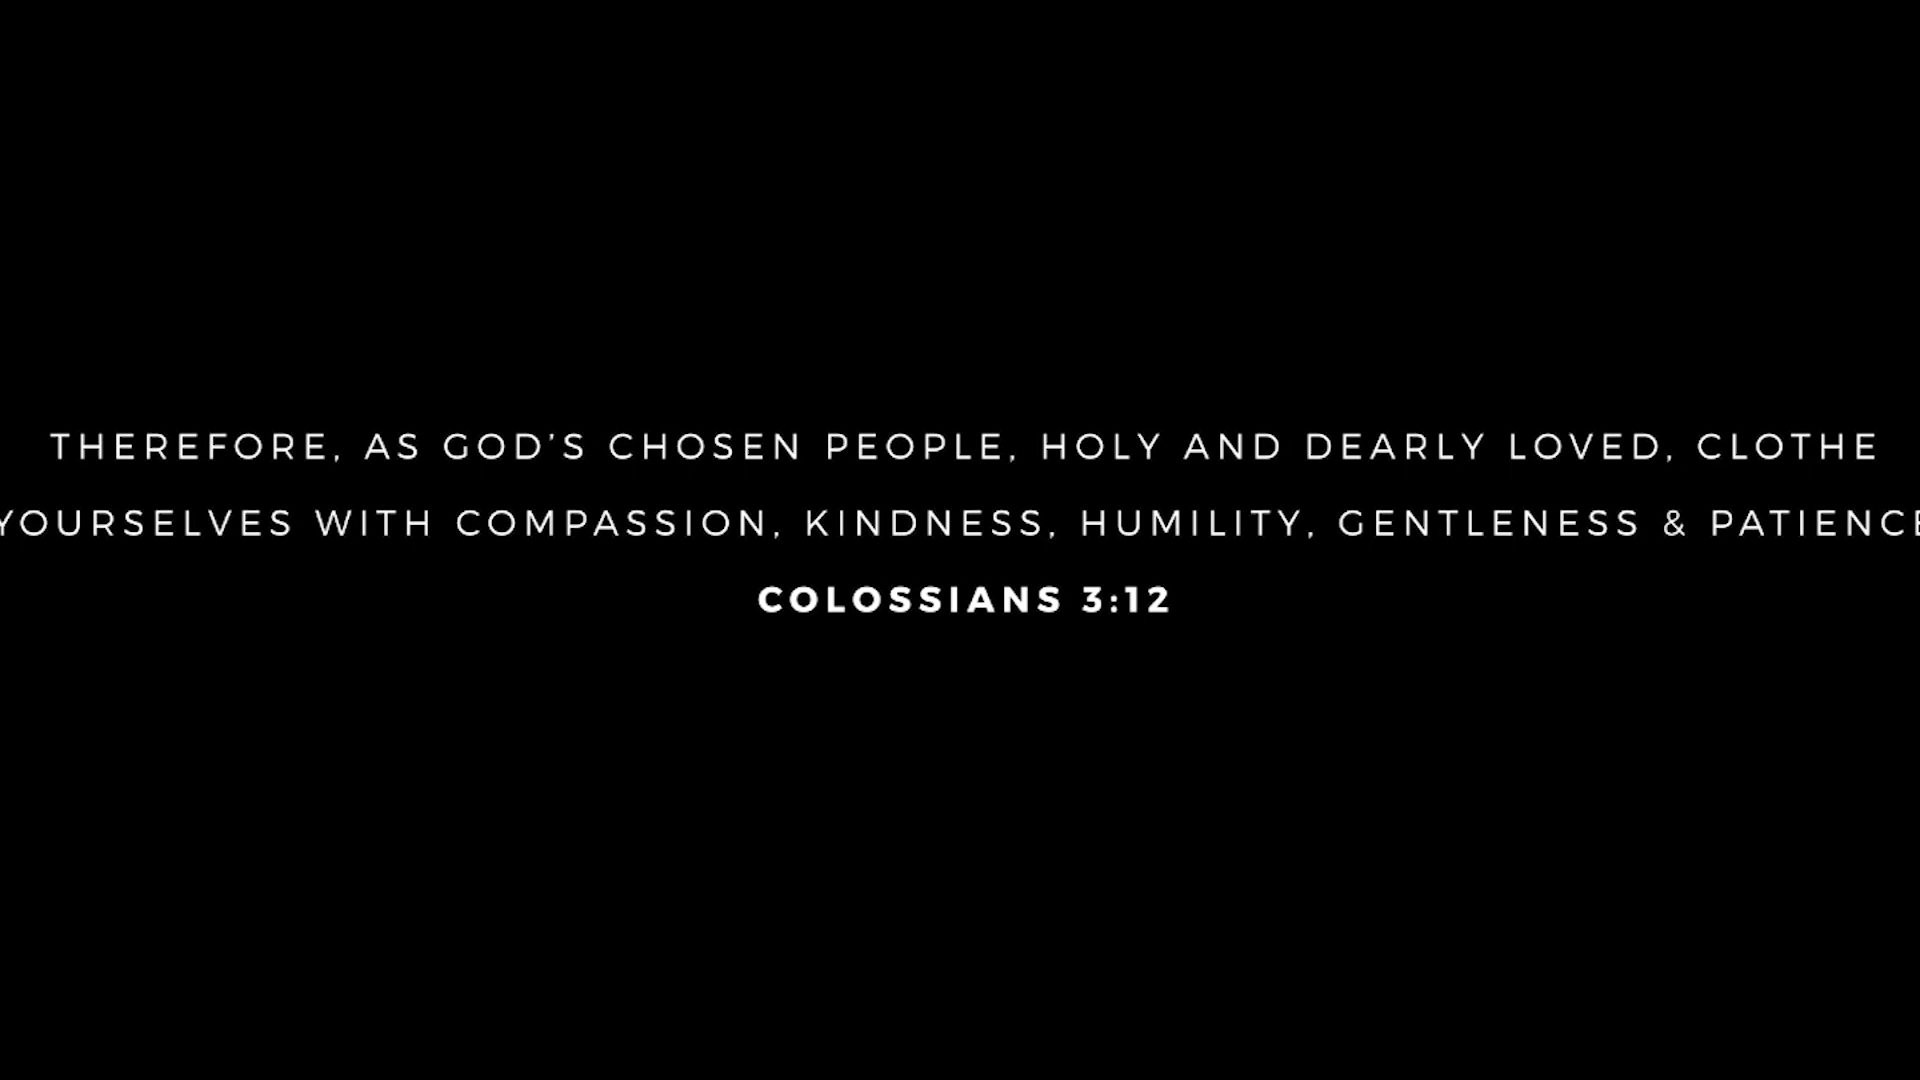 THEREFORE, AS GOD’S CHOSEN PEOPLE, HOLY AND DEARLY LOVED, CLOTHE
YOURSELVES WITH COMPASSION, KINDNESS, HUMILITY, GENTLENESS & PATIENCE
COLOSSIANS 3:12